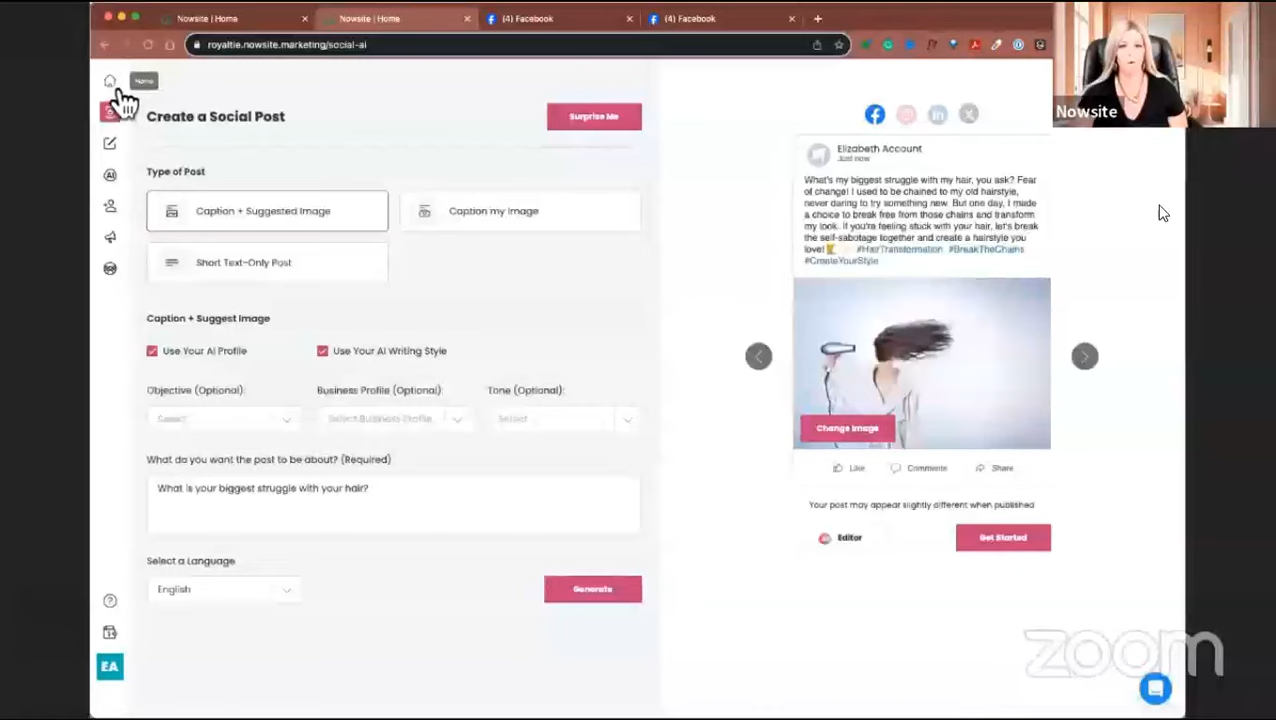 Nowsite | Home
Nowsite | Home
(4) Facebook
(4) Facebook
royaltie.nowsite.marketing/social-ai
Home
Nowsite
Create a Social Post
Surprise Me
Type of Post
Caption + Suggested Image
Caption my Image
Short Text-Only Post
Caption + Suggest Image
Use Your AI Profile
Use Your AI Writing Style
Objective (Optional):
Business Profile (Optional):
Tone (Optional):
Select
Select Business Profile
Select
What do you want the post to be about? (Required)
What is your biggest struggle with your hair?
Select a Language
English
Generate
AI
EA
Elizabeth Account
Just now
What's my biggest struggle with my hair, you ask? Fear
of change! I used to be chained to my old hairstyle,
never daring to try something new. But one day, I made
a choice to break free from those chains and transform
my look. If you're feeling stuck with your hair, let's break
the self-sabotage together and create a hairstyle you
love! #HairTransformation #BreakTheChains
#CreateYourStyle
Change Image
Like
Comments
Share
Your post may appear slightly different when published
Editor
Get Started
zoom